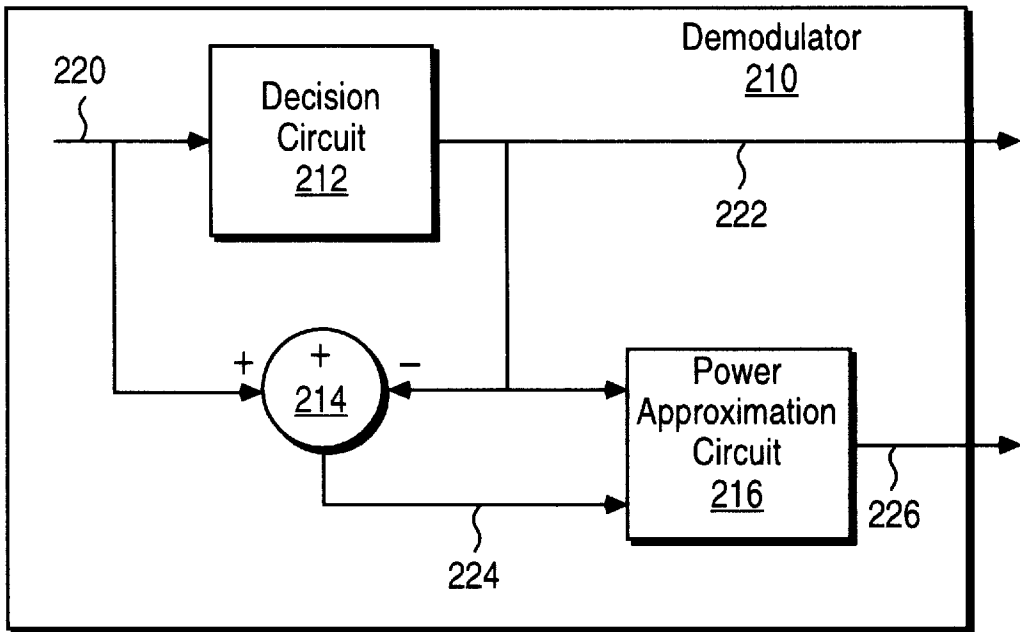 Demodulator
210
220
Decision
Circuit
212
222
+
+
−
214
Power
Approximation
Circuit
216
224
226